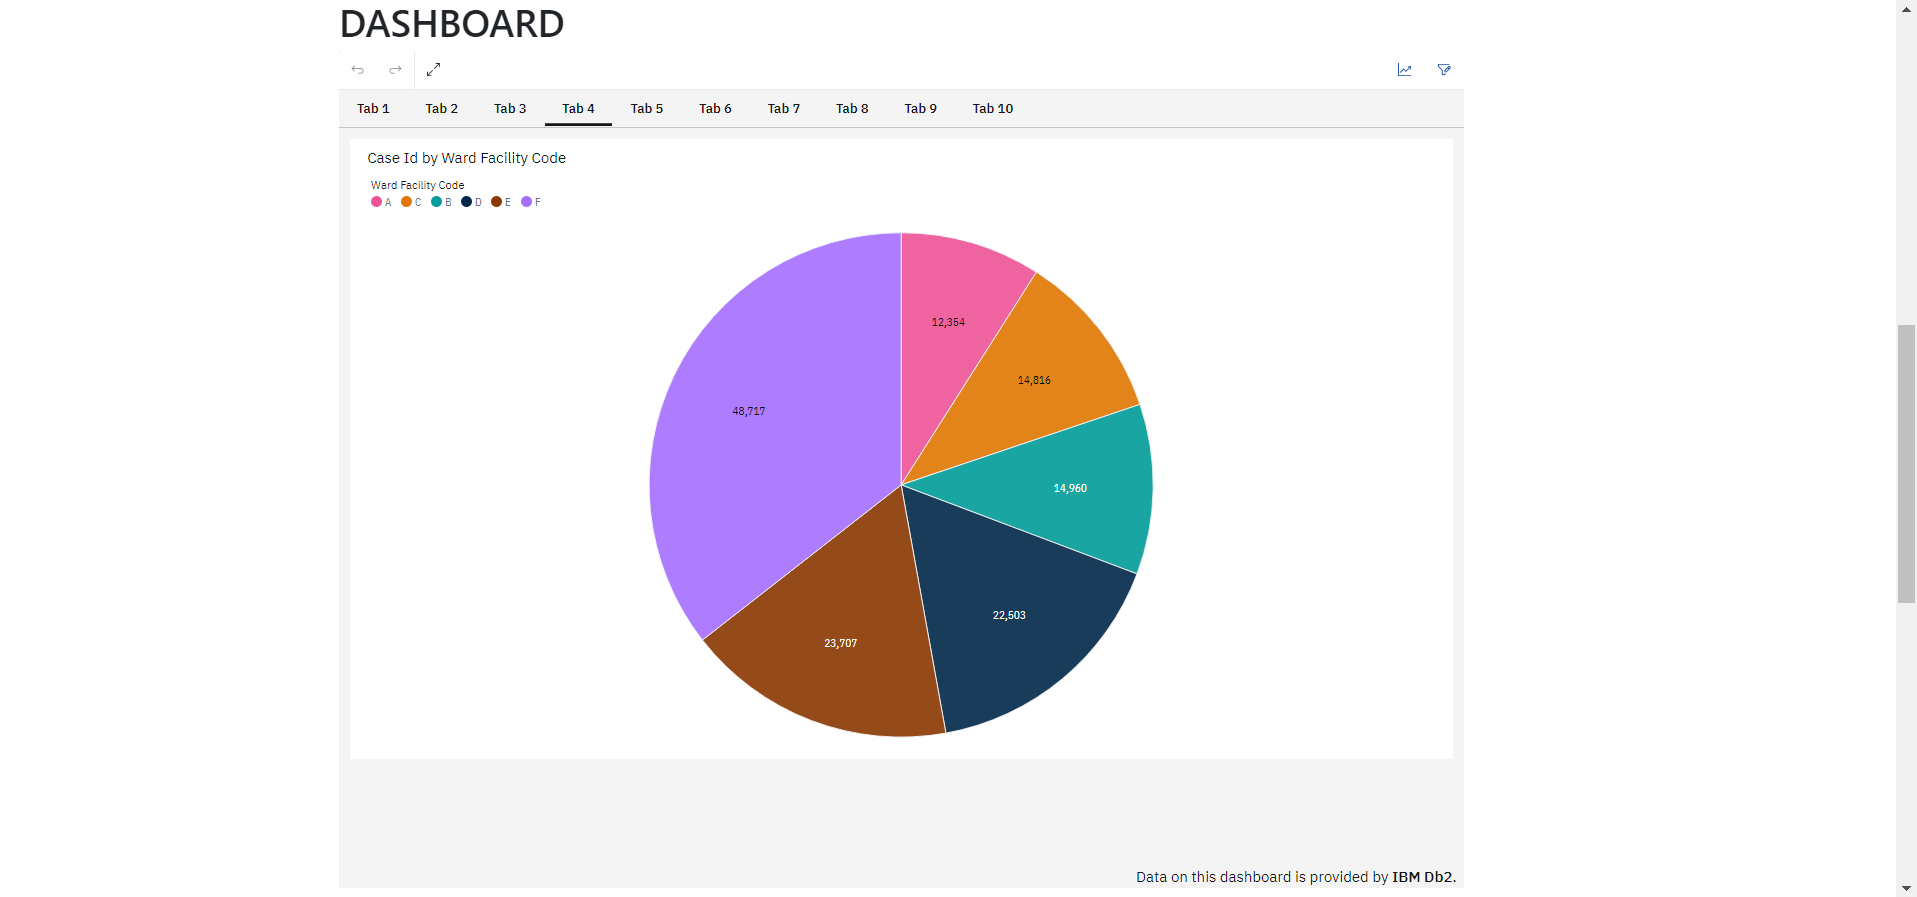 DASHBOARD
Tab 1 Tab 2 Tab 3 Tab 4 Tab 5 Tab 6 Tab 7 Tab 8 Tab 9 Tab 10
Case Id by Ward Facility Code
Ward Facility Code
A C B D E F
12,354
14,816
48,717
14,960
22,503
23,707
Data on this dashboard is provided by IBM Db2.